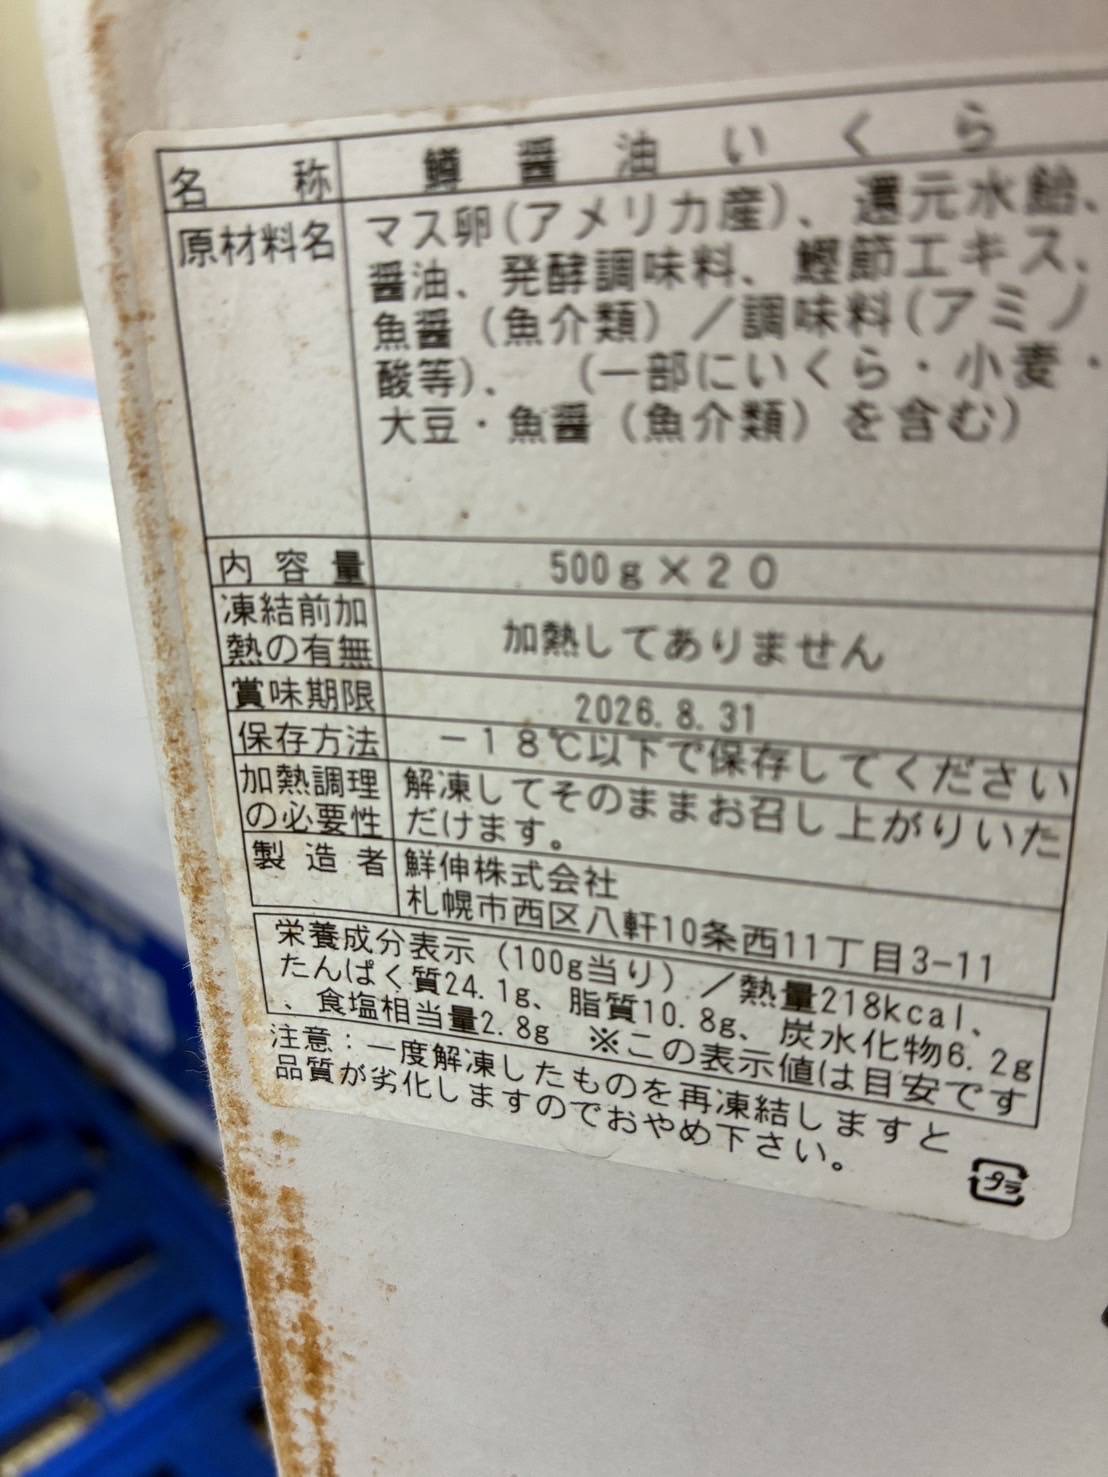 名称 鱒醤油いくら
原材料名 マス卵(アメリカ産)、還元水飴、
醤油、発酵調味料、鰹節エキス、
魚醤(魚介類)／調味料(アミノ
酸等)、(一部にいくら・小麦・
大豆・魚醤(魚介類)を含む)
内容量 500g×20
凍結前加
熱の有無 加熱してありません
賞味期限 2026.8.31
保存方法 －18℃以下で保存してください
加熱調理 解凍してそのままお召し上がりいた
の必要性 だけます。
製造者 鮮伸株式会社
札幌市西区八軒10条西11丁目3-11
栄養成分表示(100g当り)／熱量218kcal、
たんぱく質24.1g、脂質10.8g、炭水化物6.2g
、食塩相当量2.8g ※この表示値は目安です
注意:一度解凍したものを再凍結しますと
品質が劣化しますのでおやめ下さい。
プラ